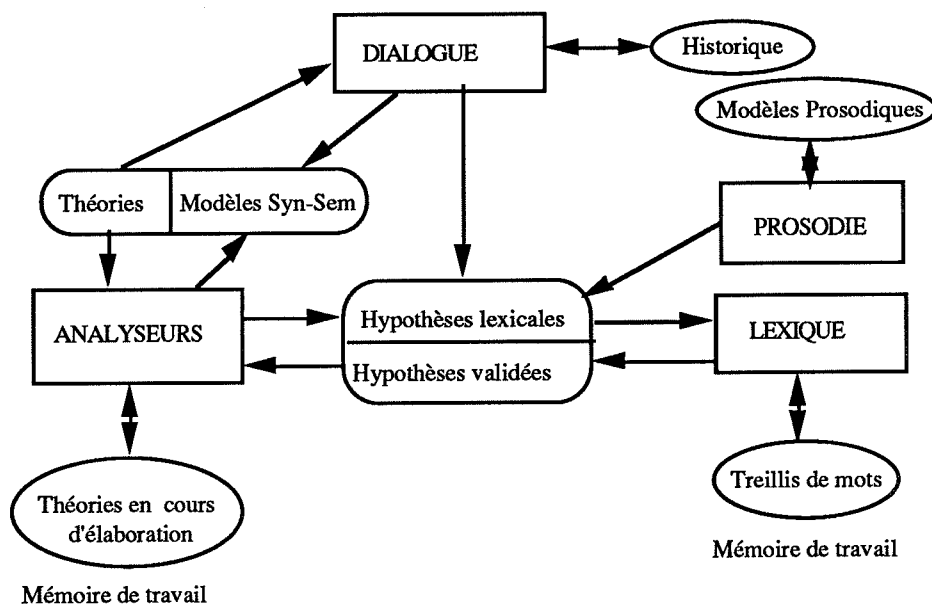 DIALOGUE
Historique
Modèles Prosodiques
Théories
Modèles Syn-Sem
PROSODIE
ANALYSEURS
Hypothèses lexicales
Hypothèses validées
LEXIQUE
Théories en cours
d'élaboration
Treillis de mots
Mémoire de travail
Mémoire de travail